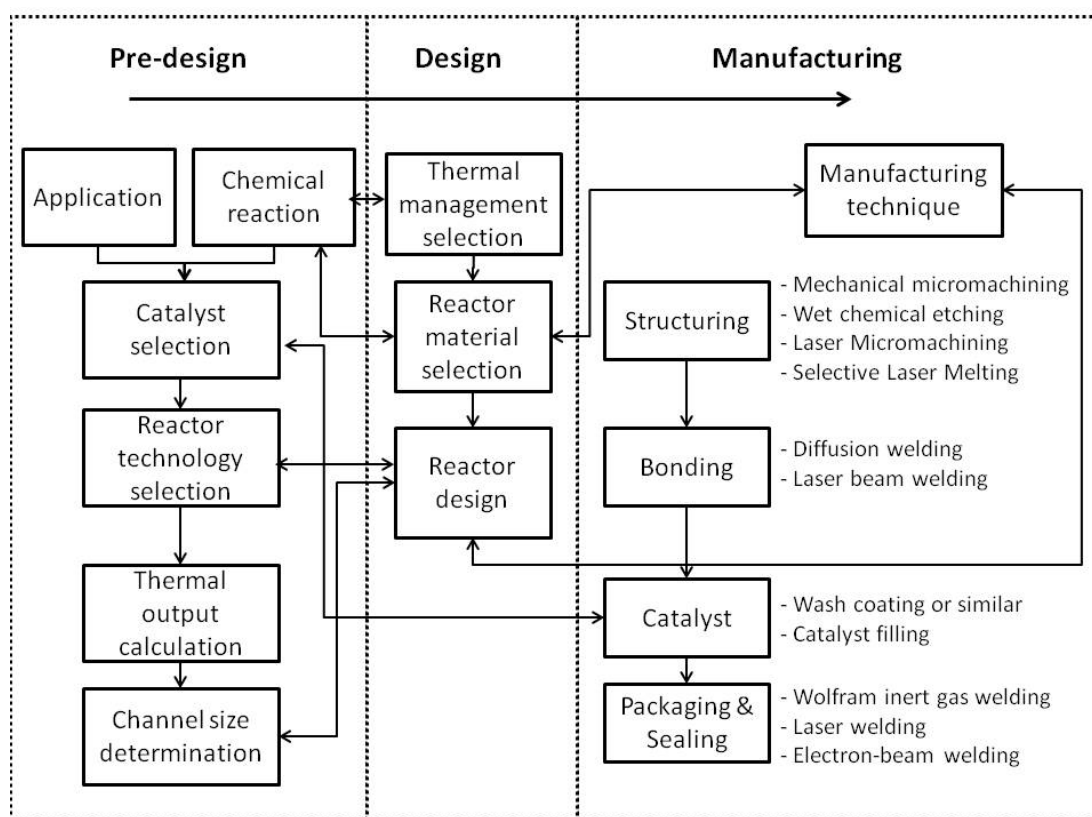 Pre-design
Design
Manufacturing
Application
Chemical
reaction
Catalyst
selection
Reactor
technology
selection
Thermal
output
calculation
Channel size
determination
Thermal
management
selection
Reactor
material
selection
Reactor
design
Manufacturing
technique
Structuring
- Mechanical micromachining
- Wet chemical etching
- Laser Micromachining
- Selective Laser Melting
Bonding
- Diffusion welding
- Laser beam welding
Catalyst
- Wash coating or similar
- Catalyst filling
Packaging &
Sealing
- Wolfram inert gas welding
- Laser welding
- Electron-beam welding